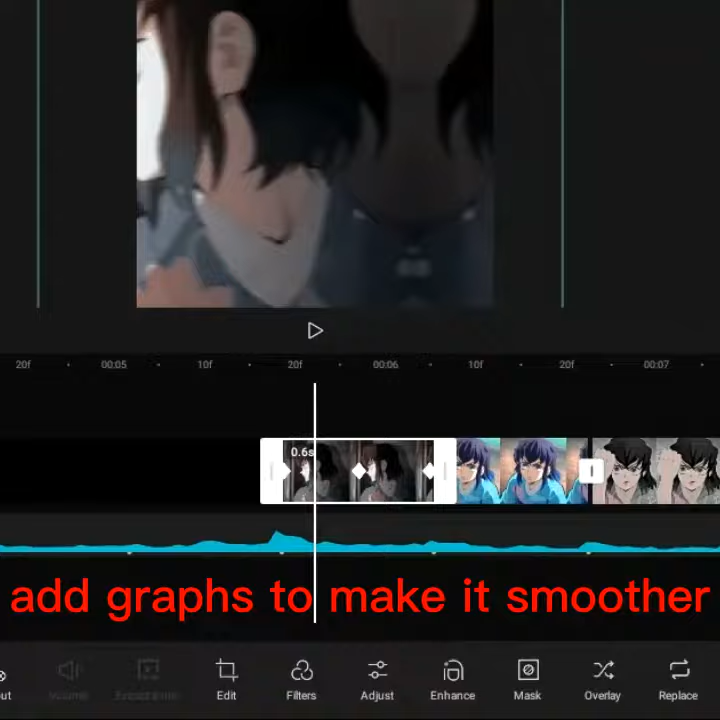 20f 00:05 10f 20f 00:06 10f 20f 00:07
0.6s
add graphs to make it smoother
Volume Edit Filters Adjust Enhance Mask Overlay Replace